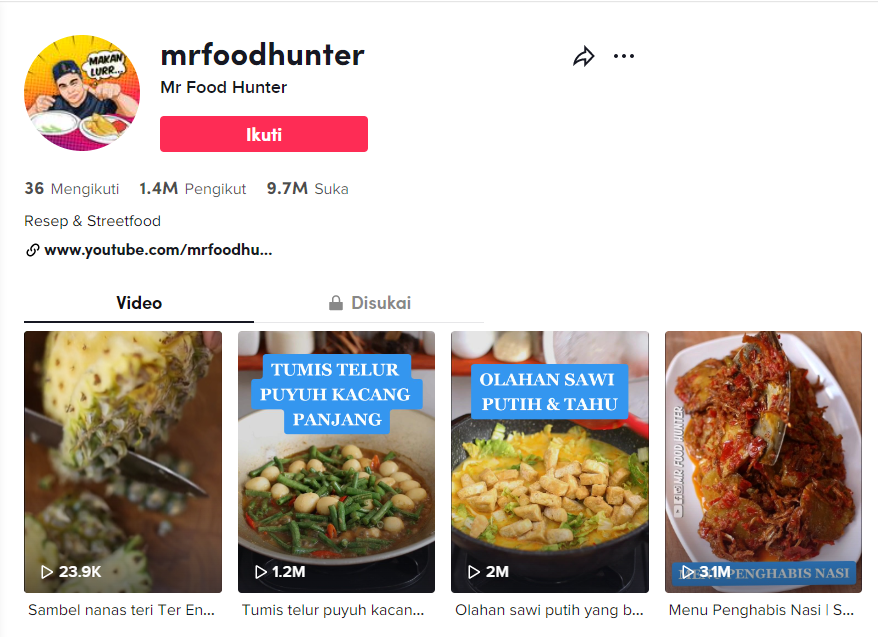 MAKAN
LURR...
mrfoodhunter
Mr Food Hunter
Ikuti
36 Mengikuti 1.4M Pengikut 9.7M Suka
Resep & Streetfood
www.youtube.com/mrfoodhu...
Video
Disukai
23.9K
Sambel nanas teri Ter En...
TUMIS TELUR
PUYUH KACANG
PANJANG
1.2M
Tumis telur puyuh kacan...
OLAHAN SAWI
PUTIH & TAHU
2M
Olahan sawi putih yang b...
MR FOOD HUNTER
3.1M
PENGHABIS NASI
Menu Penghabis Nasi | S...